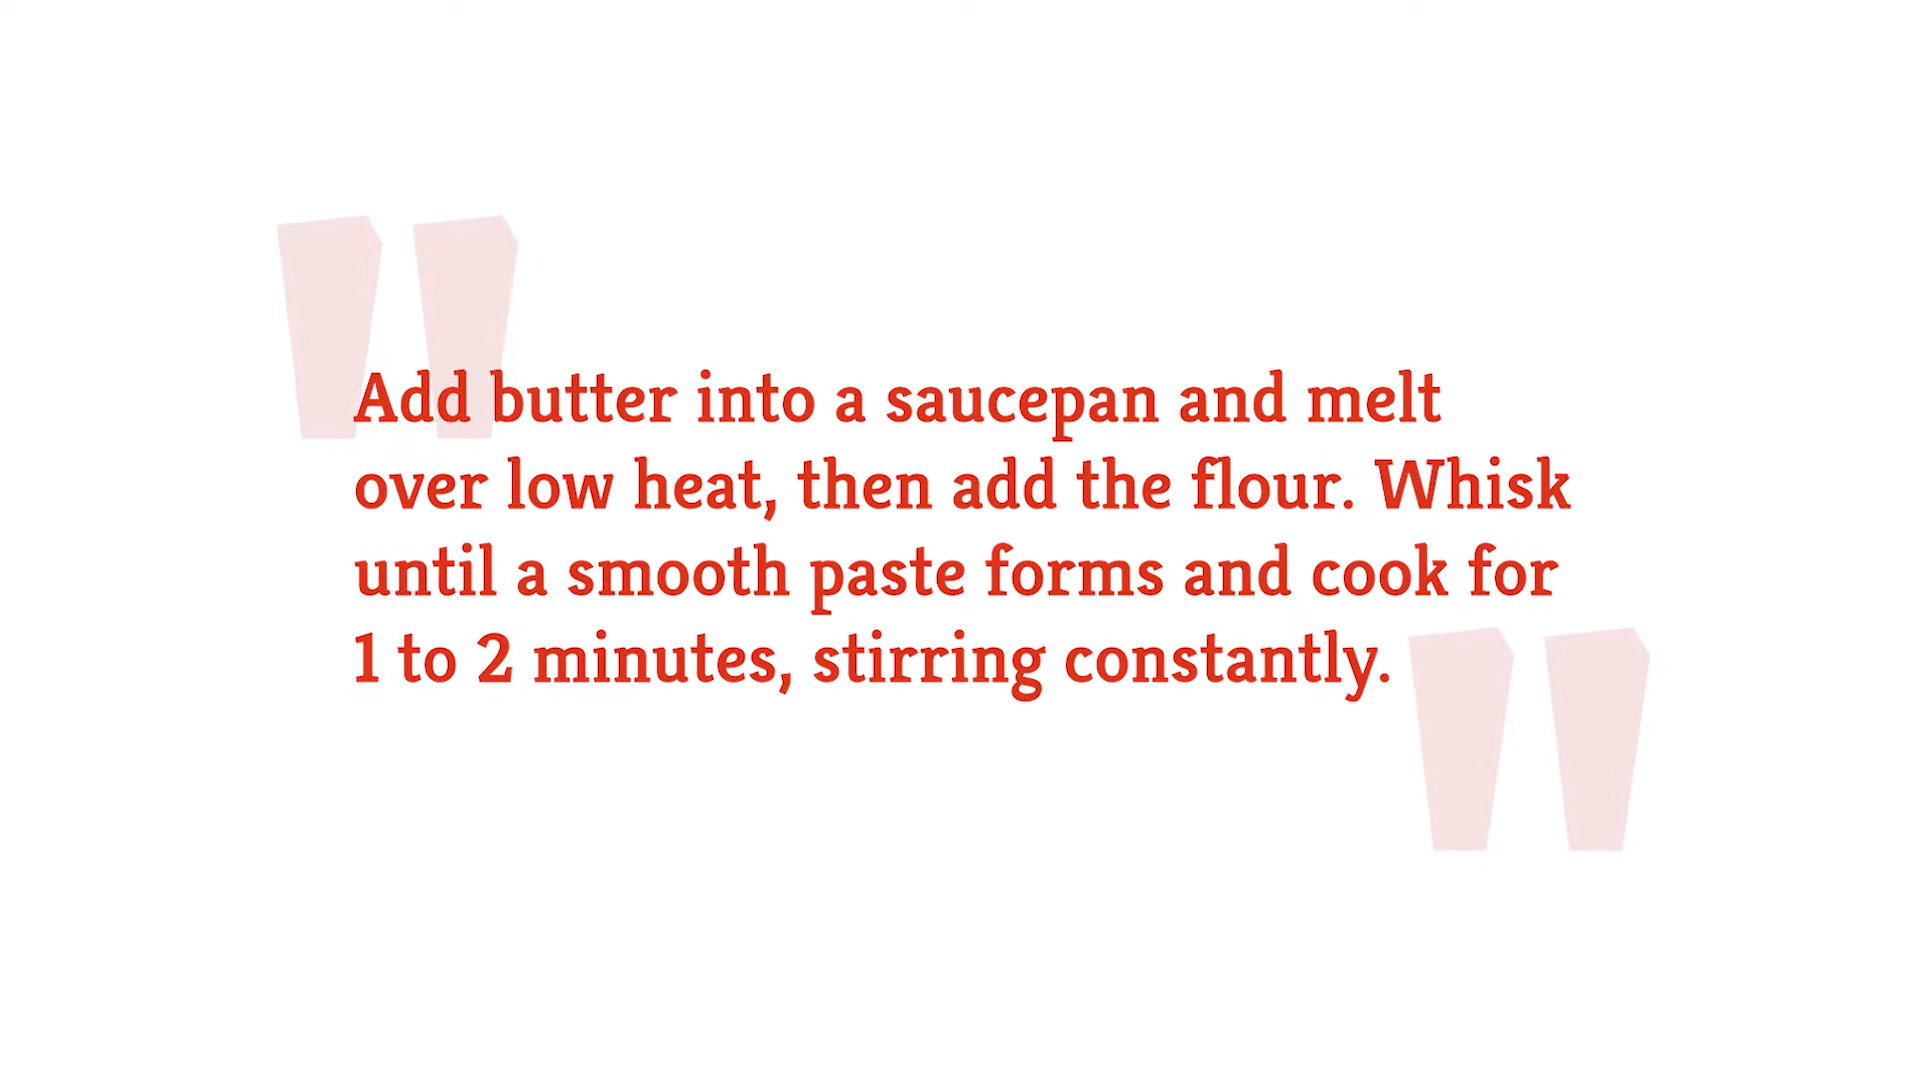 Add butter into a saucepan and melt
over low heat, then add the flour. Whisk
until a smooth paste forms and cook for
1 to 2 minutes, stirring constantly.